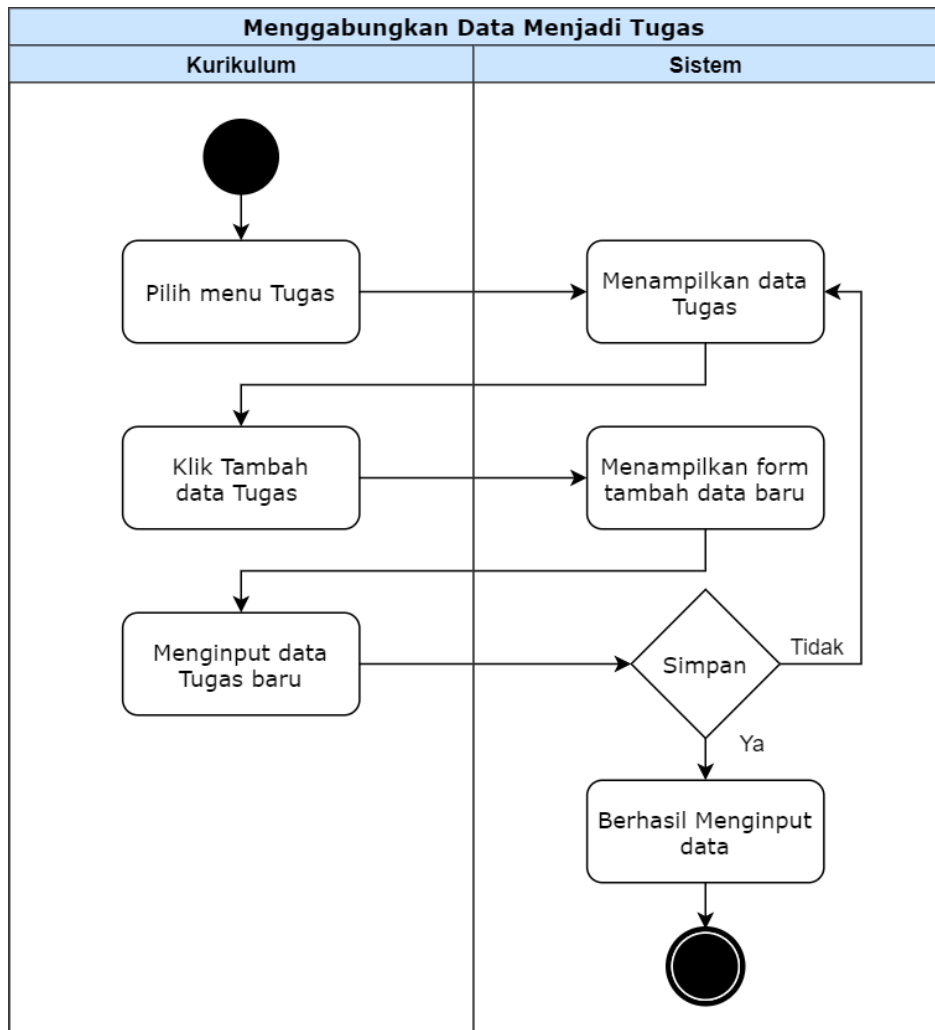 Menggabungkan Data Menjadi Tugas
Kurikulum
Sistem
Pilih menu Tugas
Menampilkan data
Tugas
Klik Tambah
data Tugas
Menampilkan form
tambah data baru
Menginput data
Tugas baru
Simpan
Tidak
Ya
Berhasil Menginput
data